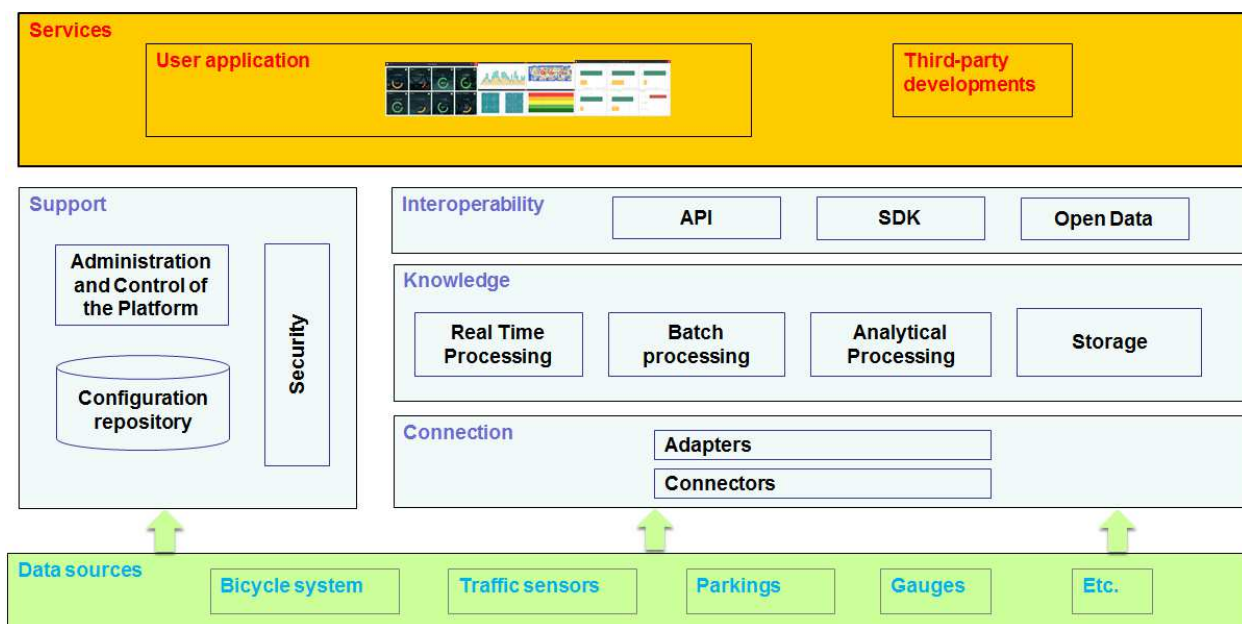 Services
User application
Third-party
developments
Support
Administration
and Control of
the Platform
Configuration
repository
Security
Interoperability
API
SDK
Open Data
Knowledge
Real Time
Processing
Batch
processing
Analytical
Processing
Storage
Connection
Adapters
Connectors
Data sources
Bicycle system
Traffic sensors
Parkings
Gauges
Etc.